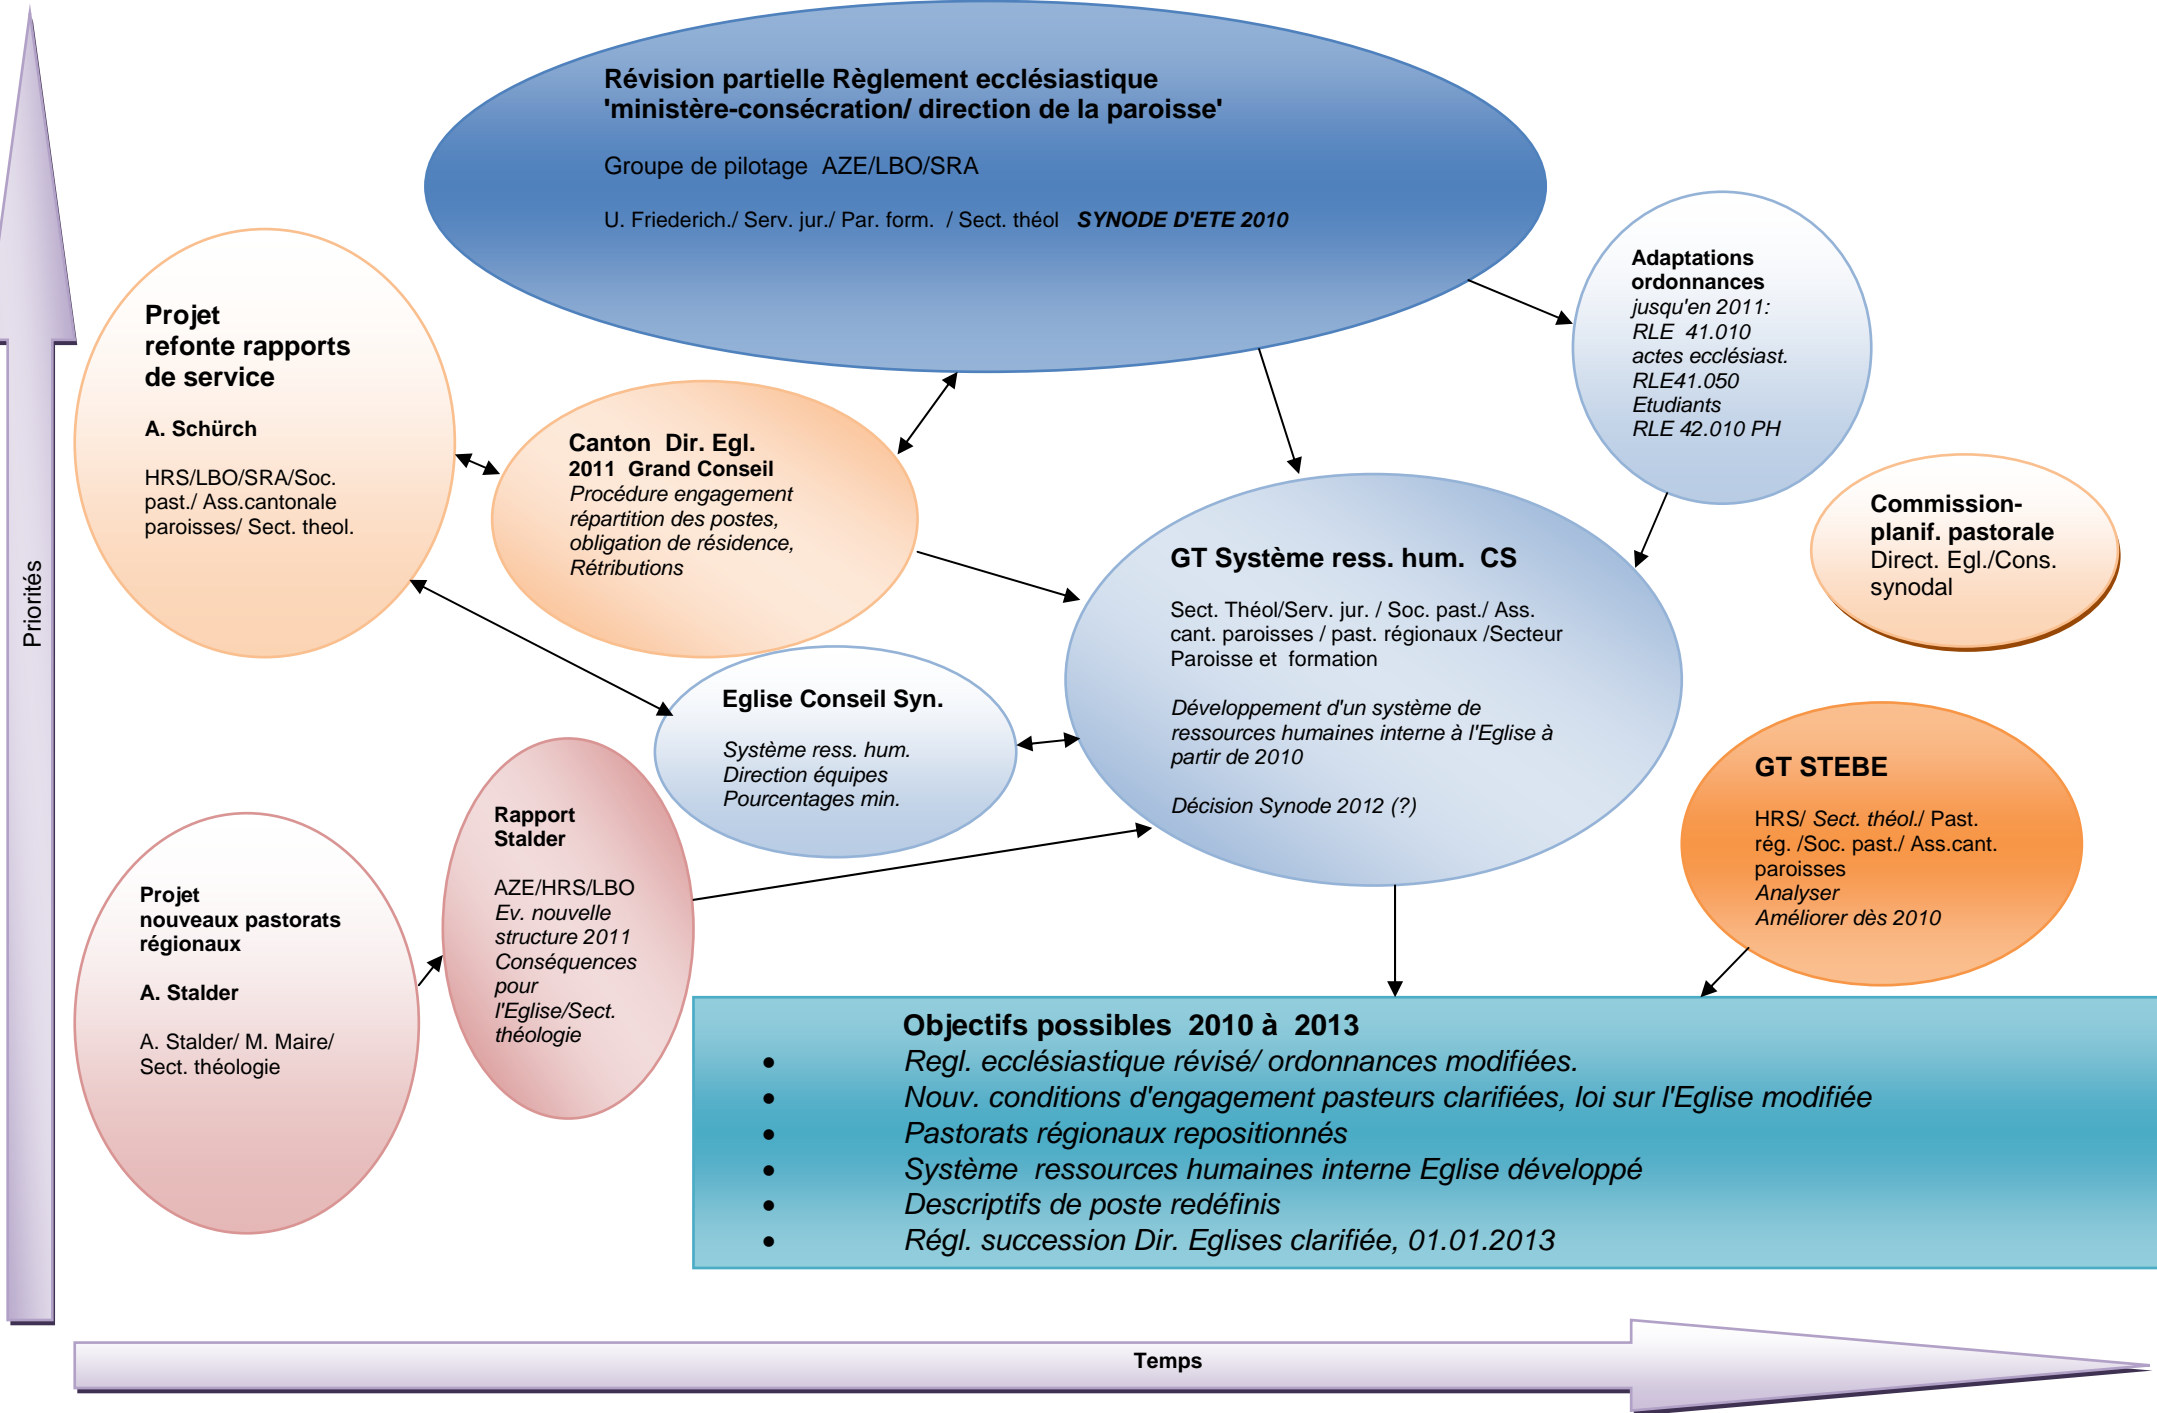 Révision partielle Règlement ecclésiastique
'ministère-consécration/ direction de la paroisse'
Groupe de pilotage  AZE/LBO/SRA
U. Friederich./ Serv. jur./ Par. form.  / Sect. théol   SYNODE D'ETE 2010
Projet
refonte rapports
de service
A. Schürch
HRS/LBO/SRA/Soc.
past./ Ass.cantonale
paroisses/ Sect. theol.
Canton  Dir. Egl.
2011  Grand Conseil
Procédure engagement
répartition des postes,
obligation de résidence,
Rétributions
Adaptations
ordonnances
jusqu'en 2011:
RLE  41.010
actes ecclésiast.
RLE41.050
Etudiants
RLE 42.010 PH
Commission-
planif. pastorale
Direct. Egl./Cons.
synodal
GT Système ress. hum.  CS
Sect. Théol/Serv. jur. / Soc. past./ Ass.
cant. paroisses / past. régionaux /Secteur
Paroisse et  formation
Développement d'un système de
ressources humaines interne à l'Eglise à
partir de 2010
Décision Synode 2012 (?)
Eglise Conseil Syn.
Système ress. hum.
Direction équipes
Pourcentages min.
Rapport
Stalder
AZE/HRS/LBO
Ev. nouvelle
structure 2011
Conséquences
pour
l'Eglise/Sect.
théologie
Projet
nouveaux pastorats
régionaux
A. Stalder
A. Stalder/ M. Maire/
Sect. théologie
GT STEBE
HRS/ Sect. théol./ Past.
rég. /Soc. past./ Ass.cant.
paroisses
Analyser
Améliorer dès 2010
Objectifs possibles  2010 à  2013
• Regl. ecclésiastique révisé/ ordonnances modifiées.
• Nouv. conditions d'engagement pasteurs clarifiées, loi sur l'Eglise modifiée
• Pastorats régionaux repositionnés
• Système  ressources humaines interne Eglise développé
• Descriptifs de poste redéfinis
• Régl. succession Dir. Eglises clarifiée, 01.01.2013
Priorités
Temps